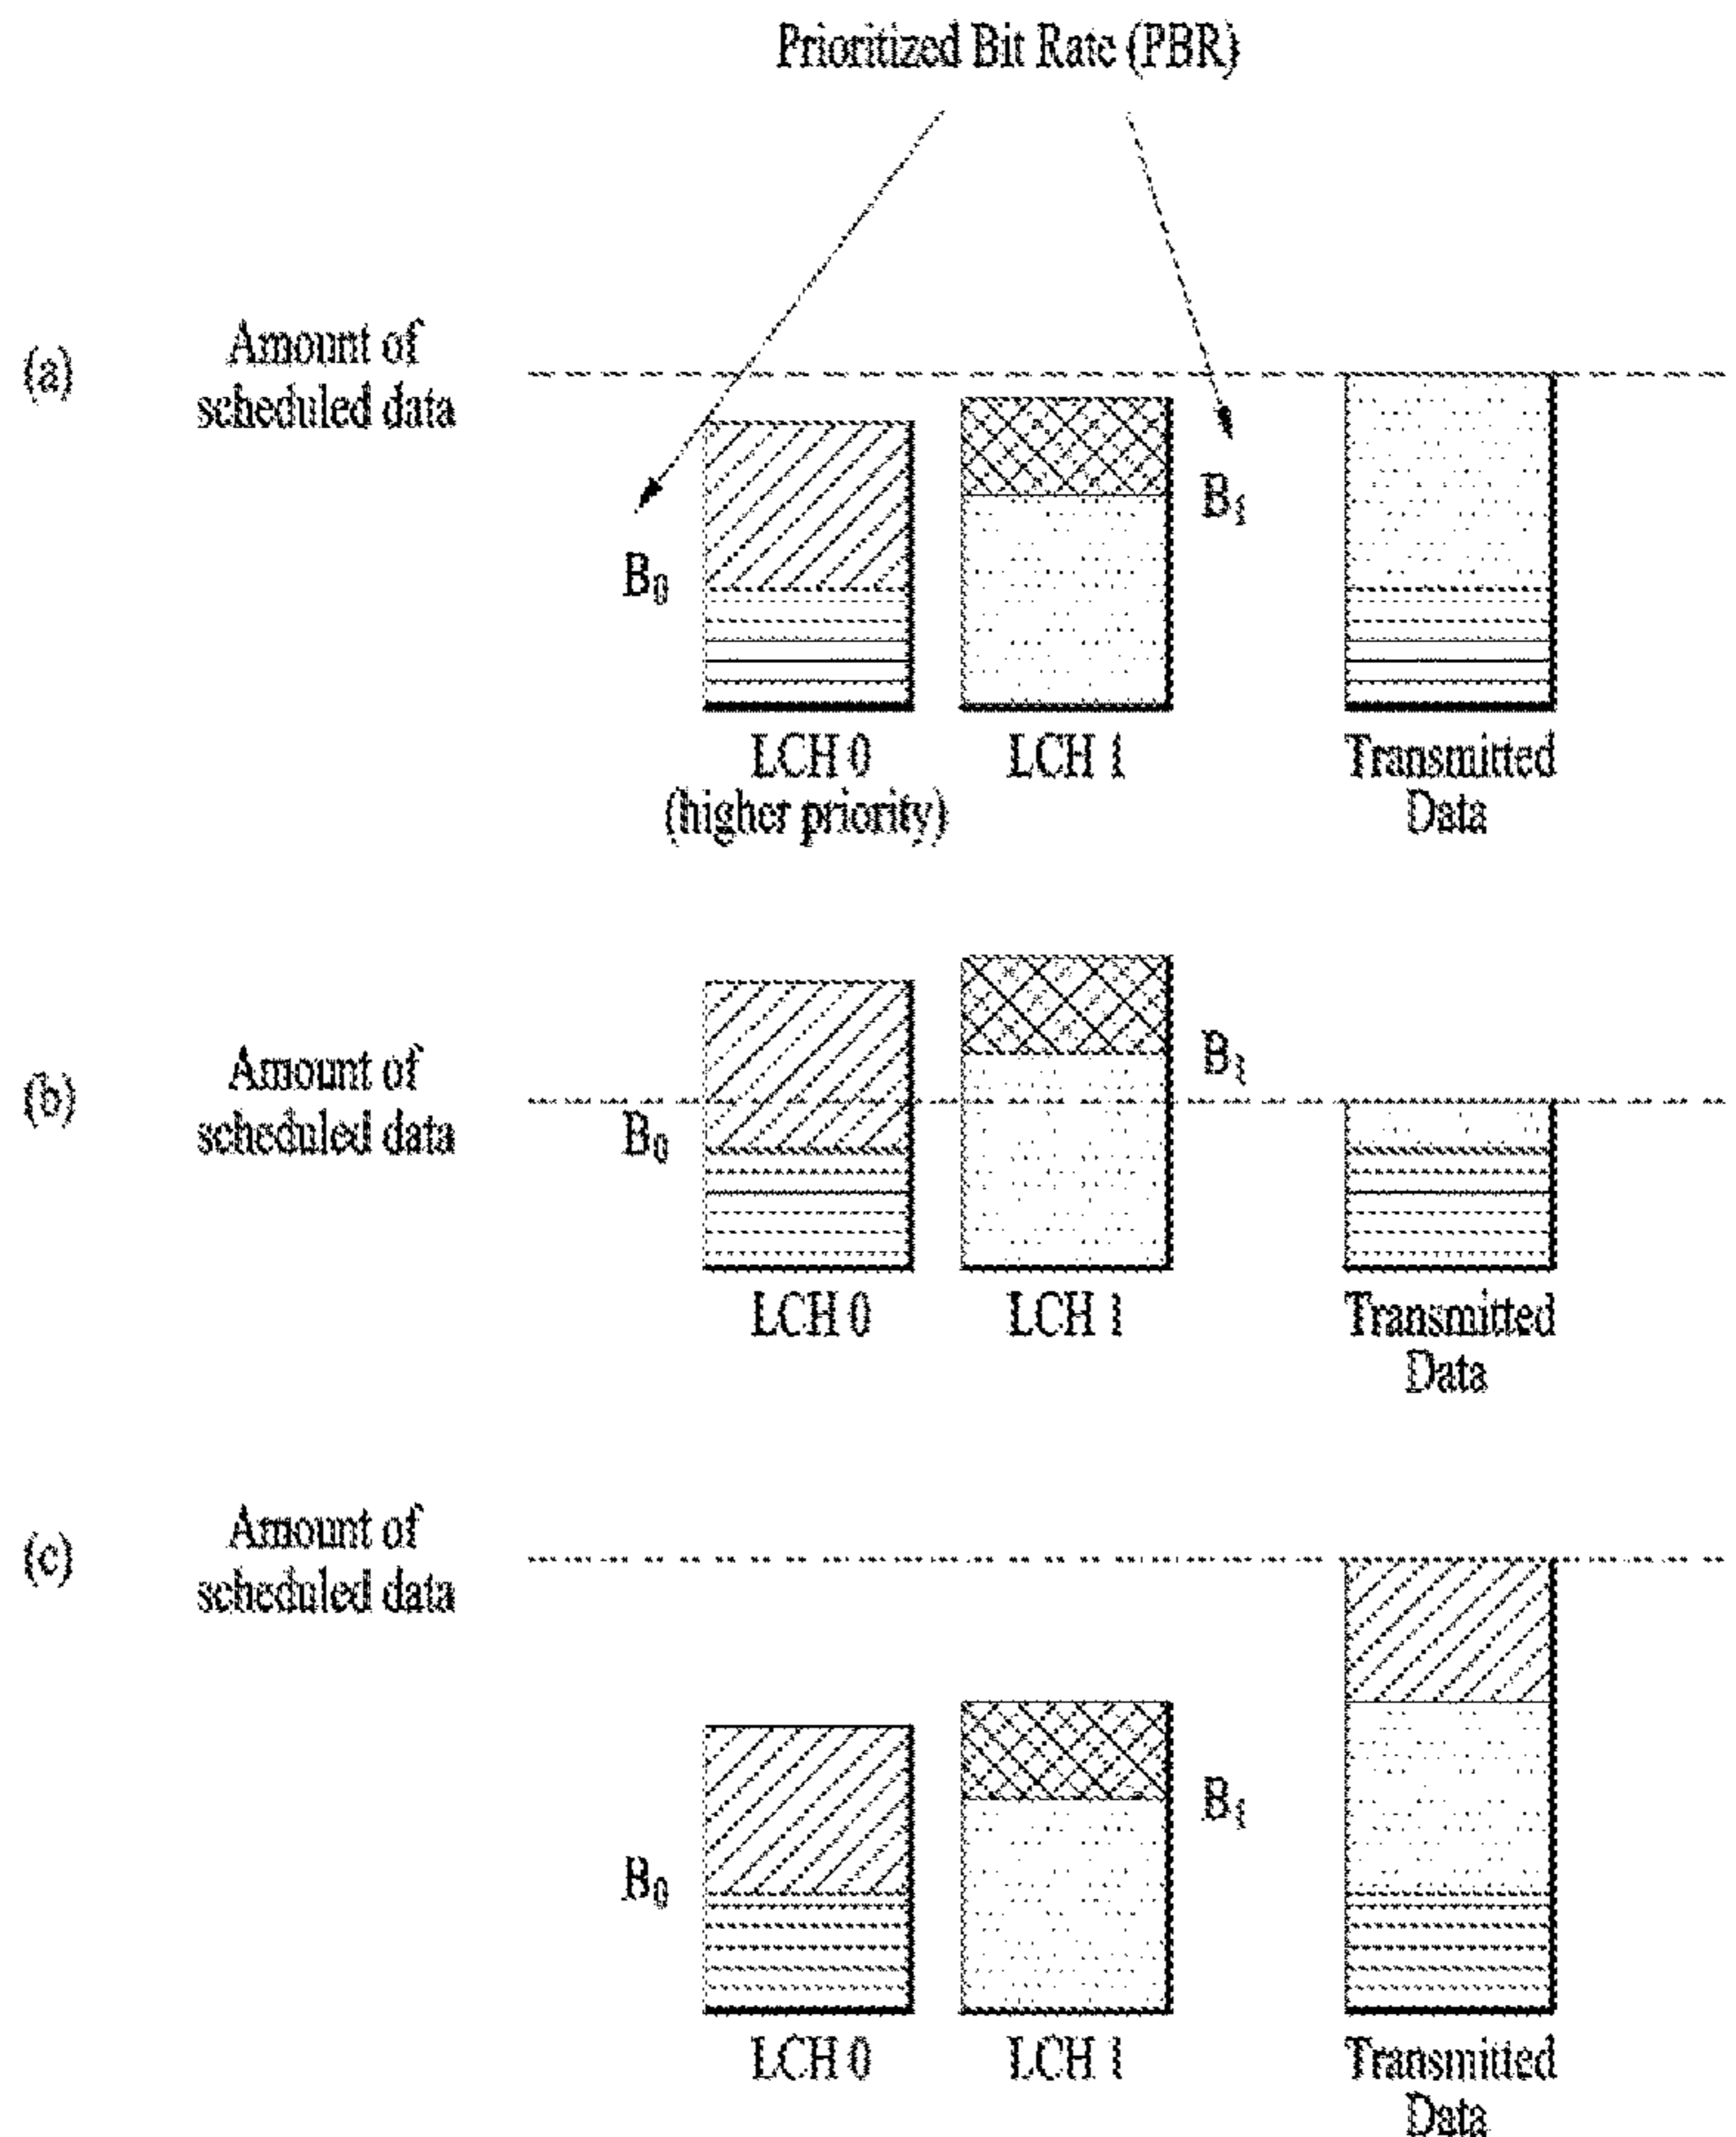 Prioritized Bit Rate (PBR)
(a)
Amount of
scheduled data
B₀
B₁
LCH 0
(higher priority)
LCH 1
Transmitted
Data
(b)
Amount of
scheduled data
B₀
B₁
LCH 0
LCH 1
Transmitted
Data
(c)
Amount of
scheduled data
B₀
B₁
LCH 0
LCH 1
Transmitted
Data